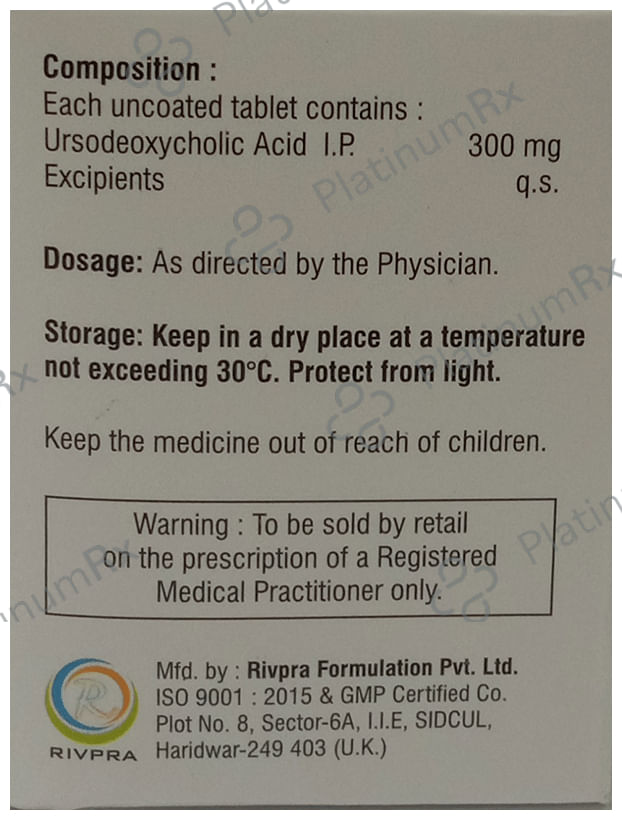 Composition :
Each uncoated tablet contains :
Ursodeoxycholic Acid I.P. 300 mg
Excipients q.s.
Dosage: As directed by the Physician.
Storage: Keep in a dry place at a temperature
not exceeding 30°C. Protect from light.
Keep the medicine out of reach of children.
Warning : To be sold by retail
on the prescription of a Registered
Medical Practitioner only.
RIVPRA
Mfd. by : Rivpra Formulation Pvt. Ltd.
ISO 9001 : 2015 & GMP Certified Co.
Plot No. 8, Sector-6A, I.I.E, SIDCUL,
Haridwar-249 403 (U.K.)
PlatinumRx
PlatinumRx